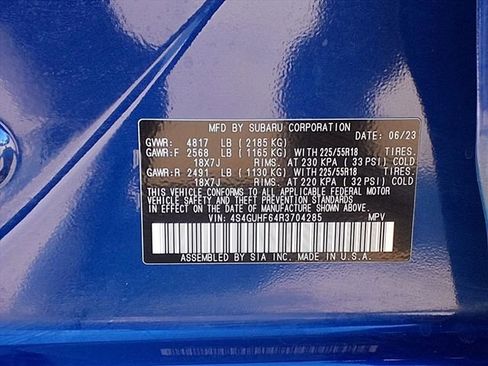 MFD BY SUBARU CORPORATION
DATE: 06/23
GVWR: 4817 LB (2185 KG)
GAWR:F 2568 LB (1165 KG) WITH 225/55R18 TIRES.
18X7J RIMS. AT 230 KPA (33 PSI) COLD
GAWR:R 2491 LB (1130 KG) WITH 225/55R18 TIRES.
18X7J RIMS. AT 220 KPA (32 PSI) COLD
THIS VEHICLE CONFORMS TO ALL APPLICABLE FEDERAL MOTOR
VEHICLE SAFETY AND THEFT PREVENTION STANDARDS IN
EFFECT ON THE DATE OF MANUFACTURE SHOWN ABOVE.
VIN: 4S4GUHF64R3704285 MPV
ASSEMBLED BY SIA INC. MADE IN U.S.A.